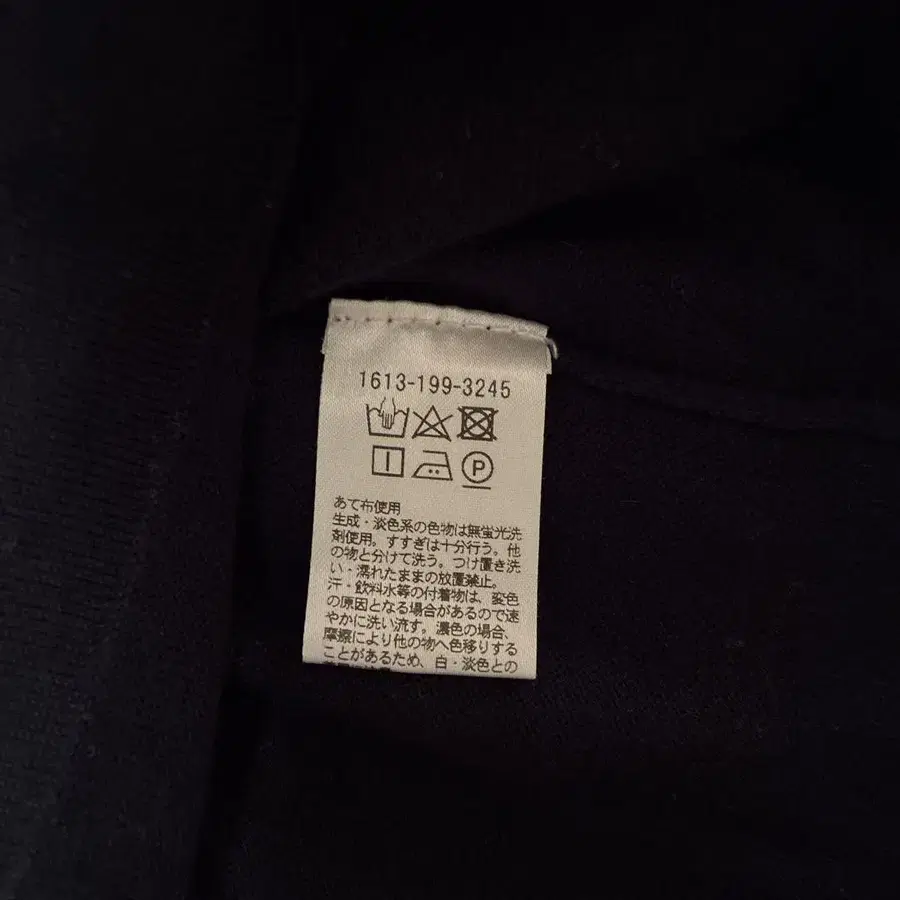 1613-199-3245
P
あて布使用
生成・淡色系の色物は無蛍光洗
剤使用。すすぎは十分行う。他
の物と分けて洗う。つけ置き洗
い・濡れたままの放置禁止。
汗・飲料水等の付着物は、変色
の原因となる場合があるので速
やかに洗い流す。濃色の場合、
摩擦により他の物へ色移りする
ことがあるため、白・淡色との